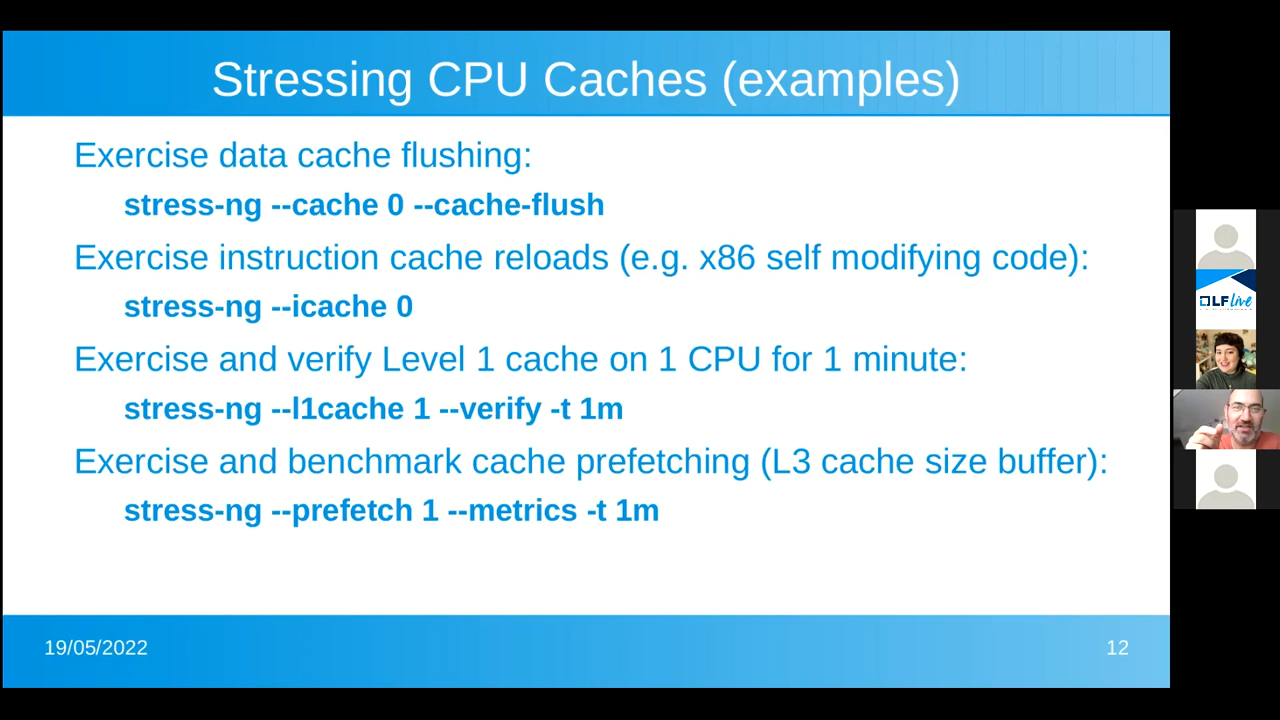 Stressing CPU Caches (examples)
Exercise data cache flushing:
stress-ng --cache 0 --cache-flush
Exercise instruction cache reloads (e.g. x86 self modifying code):
stress-ng --icache 0
Exercise and verify Level 1 cache on 1 CPU for 1 minute:
stress-ng --l1cache 1 --verify -t 1m
Exercise and benchmark cache prefetching (L3 cache size buffer):
stress-ng --prefetch 1 --metrics -t 1m
19/05/2022
12
LF Live